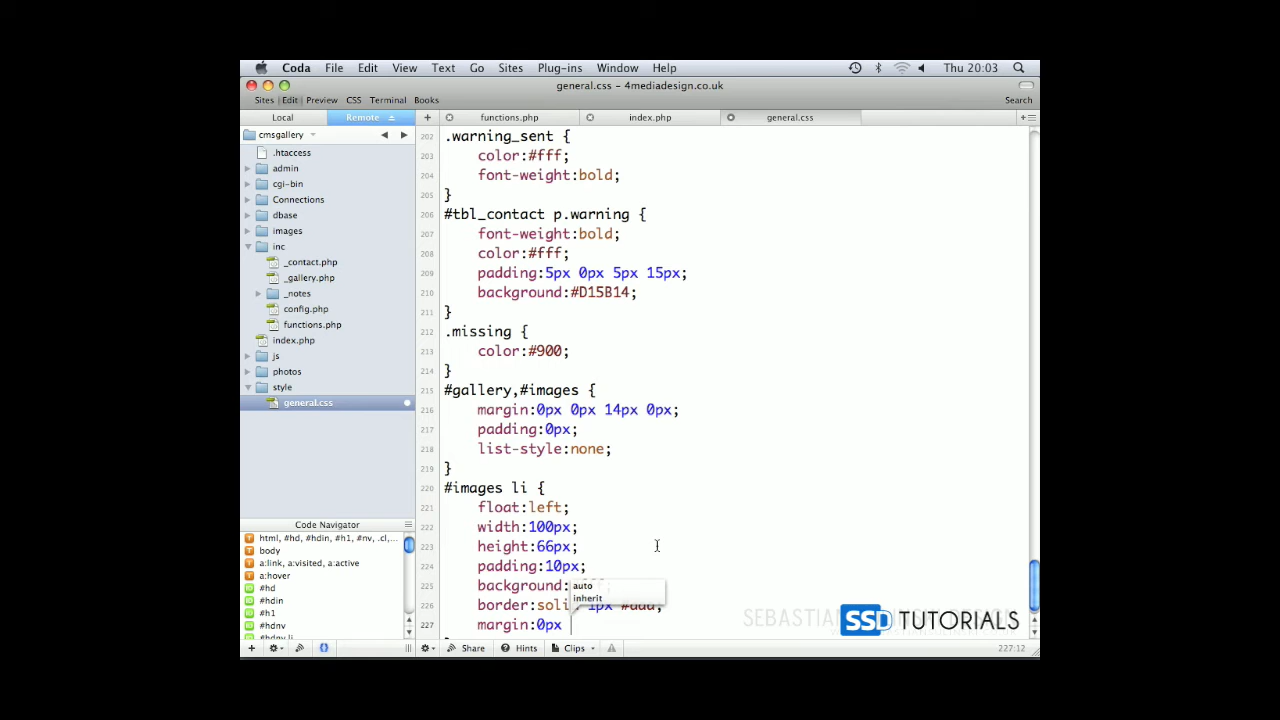 Coda File Edit View Text Go Sites Plug-ins Window Help Thu 20:03
general.css - 4mediadesign.co.uk
Sites Edit Preview CSS Terminal Books Search
Local Remote functions.php index.php general.css
cmsgallery
.htaccess
admin
cgi-bin
Connections
dbase
images
inc
_contact.php
_gallery.php
_notes
config.php
functions.php
index.php
js
photos
style
general.css
Code Navigator
html, #hd, #hdin, #h1, #nv, .cl,...
body
a:link, a:visited, a:active
a:hover
#hd
#hdin
#h1
#hdnv
#hdnv li
202 .warning_sent {
203 color:#fff;
204 font-weight:bold;
205 }
206 #tbl_contact p.warning {
207 font-weight:bold;
208 color:#fff;
209 padding:5px 0px 5px 15px;
210 background:#D15B14;
211 }
212 .missing {
213 color:#900;
214 }
215 #gallery,#images {
216 margin:0px 0px 14px 0px;
217 padding:0px;
218 list-style:none;
219 }
220 #images li {
221 float:left;
222 width:100px;
223 height:66px;
224 padding:10px;
225 background:
226 border:soli 1px
227 margin:0px
auto
inherit
SEBASTIAN
SSD TUTORIALS
Share Hints Clips 227:12